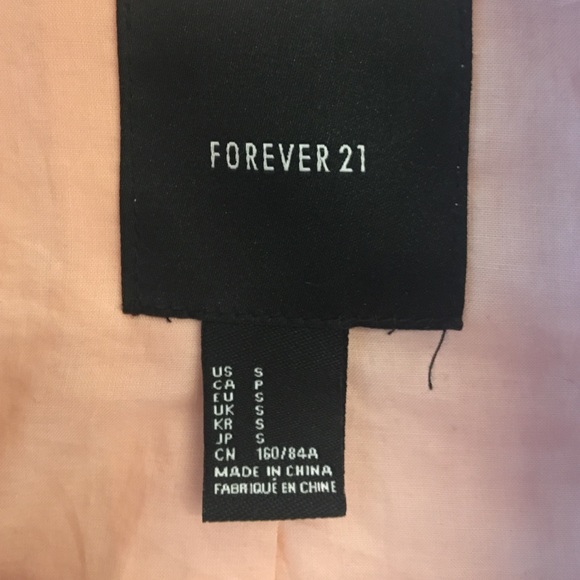 FOREVER 21
US S
CA P
EU S
UK S
KR S
JP S
CN 160/84A
MADE IN CHINA
FABRIQUÉ EN CHINE